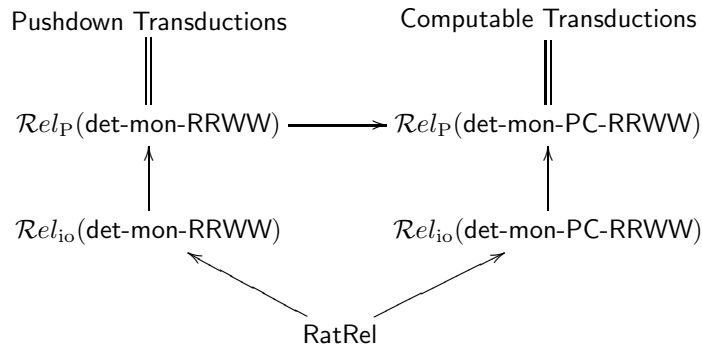 Pushdown Transductions Computable Transductions
Rel_P(det-mon-RRWW) Rel_P(det-mon-PC-RRWW)
Rel_io(det-mon-RRWW) Rel_io(det-mon-PC-RRWW)
RatRel